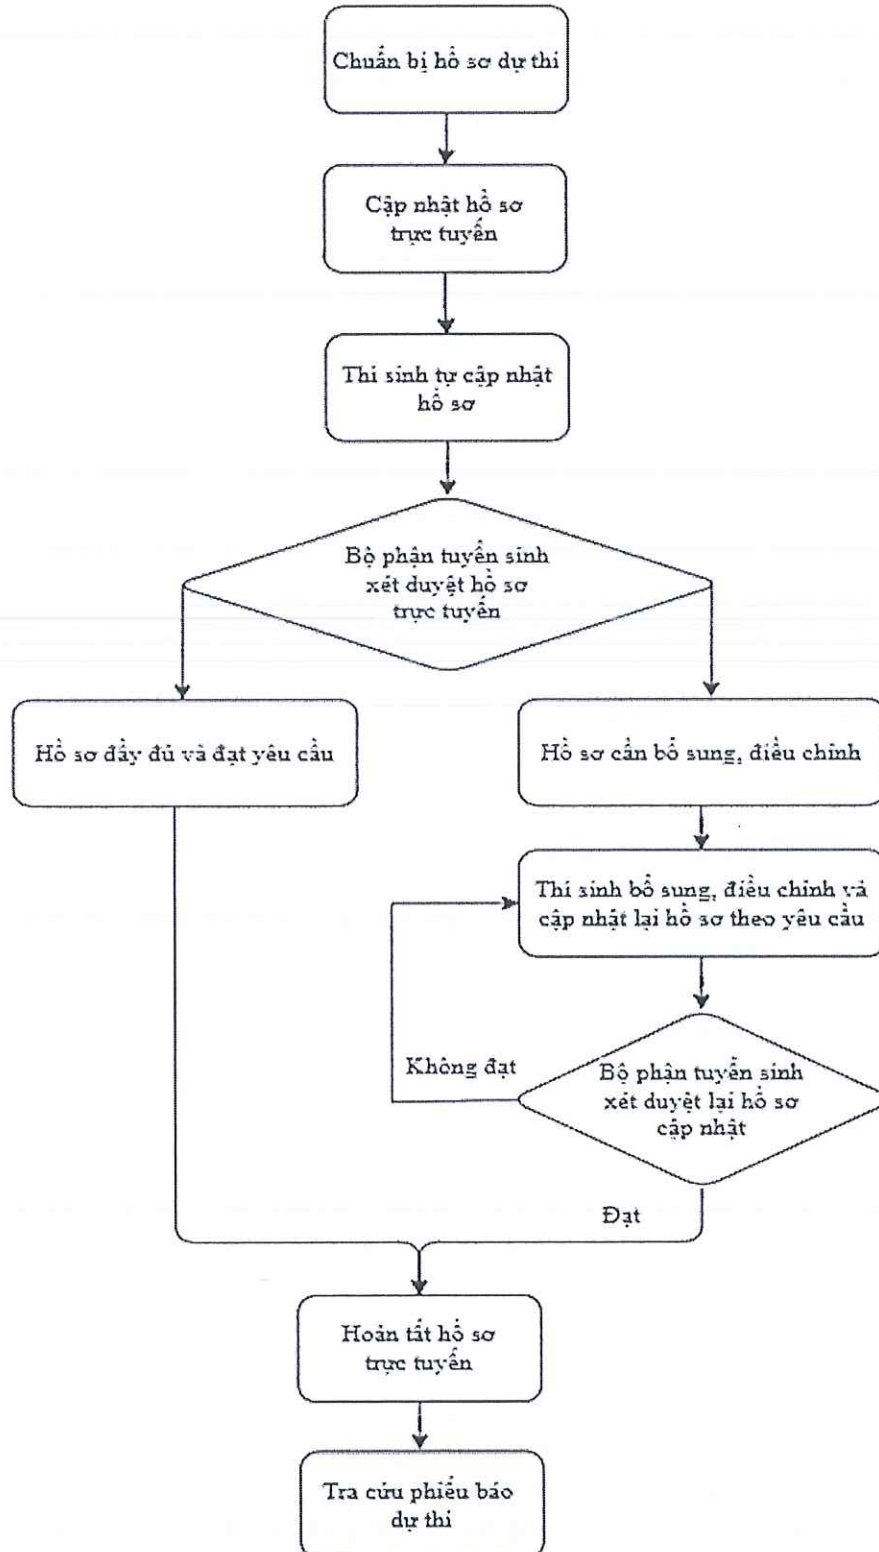 Chuẩn bị hồ sơ dự thi
Cập nhật hồ sơ
trực tuyến
Thí sinh tự cập nhật
hồ sơ
Bộ phận tuyển sinh
xét duyệt hồ sơ
trực tuyến
Hồ sơ đầy đủ và đạt yêu cầu
Hồ sơ cần bổ sung, điều chỉnh
Thí sinh bổ sung, điều chỉnh và
cập nhật lại hồ sơ theo yêu cầu
Không đạt
Bộ phận tuyển sinh
xét duyệt lại hồ sơ
cập nhật
Đạt
Hoàn tất hồ sơ
trực tuyến
Tra cứu phiếu báo
dự thi